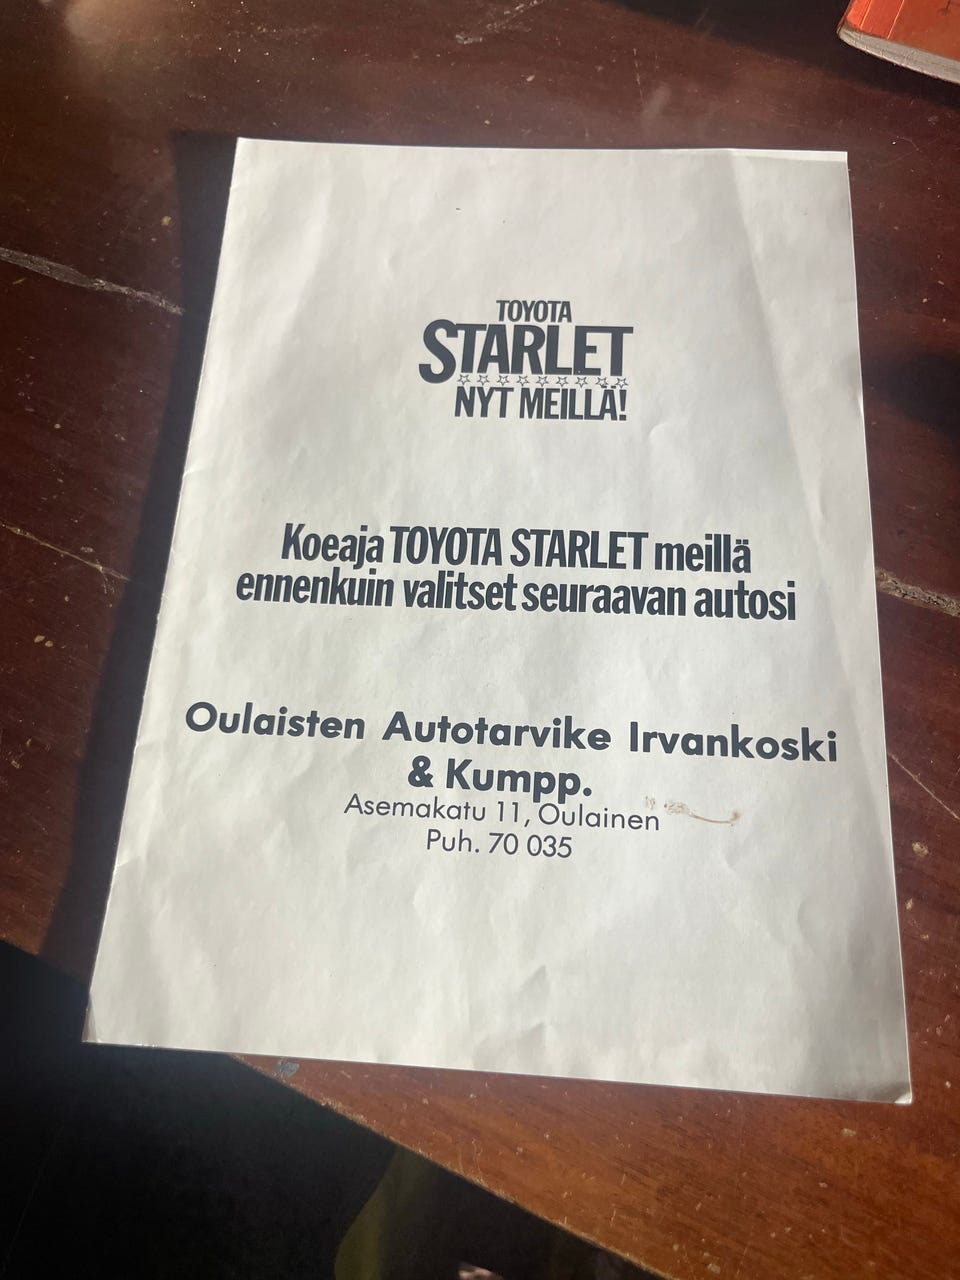 TOYOTA
STARLET
☆☆☆☆☆☆☆☆☆
NYT MEILLÄ!
Koeaja TOYOTA STARLET meillä
ennenkuin valitset seuraavan autosi
Oulaisten Autotarvike Irvankoski
& Kumpp.
Asemakatu 11, Oulainen
Puh. 70 035